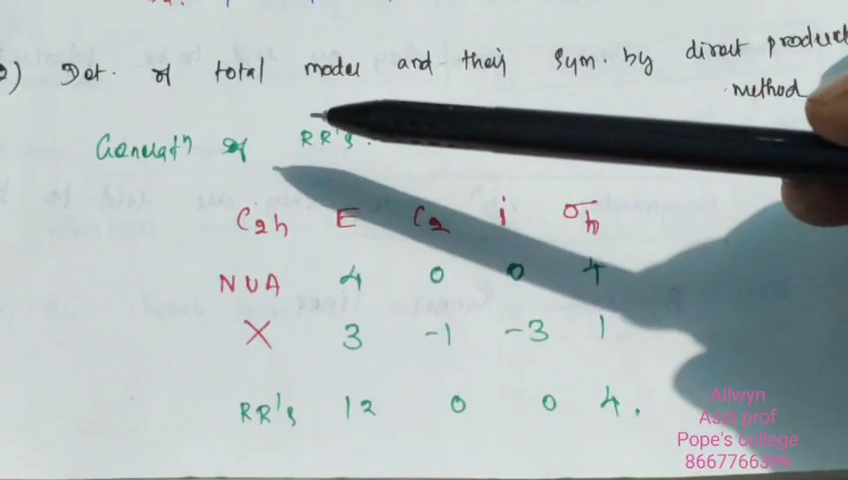 ) Det. of total modes and their sym. by direct product
method
Generat'n of RR's.
C2h E C2 i σh
NUA 4 0 0 4
X 3 -1 -3 1
RR's 12 0 0 4.
Allwyn
Asst prof
Pope's college
8667766399